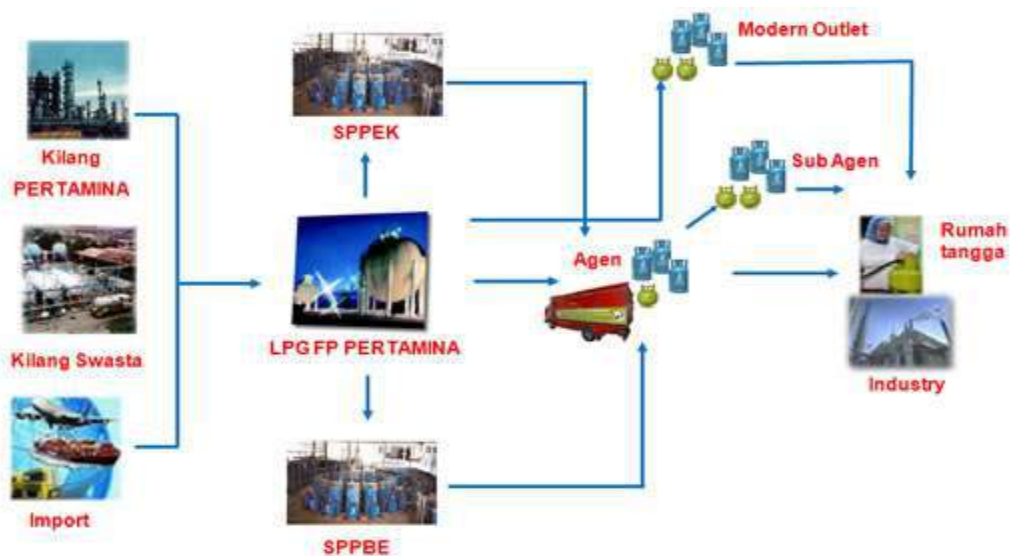 Modern Outlet
SPPEK
Kilang
PERTAMINA
Sub Agen
Rumah
tangga
Agen
LPG FP PERTAMINA
Kilang Swasta
Industry
Import
SPPBE